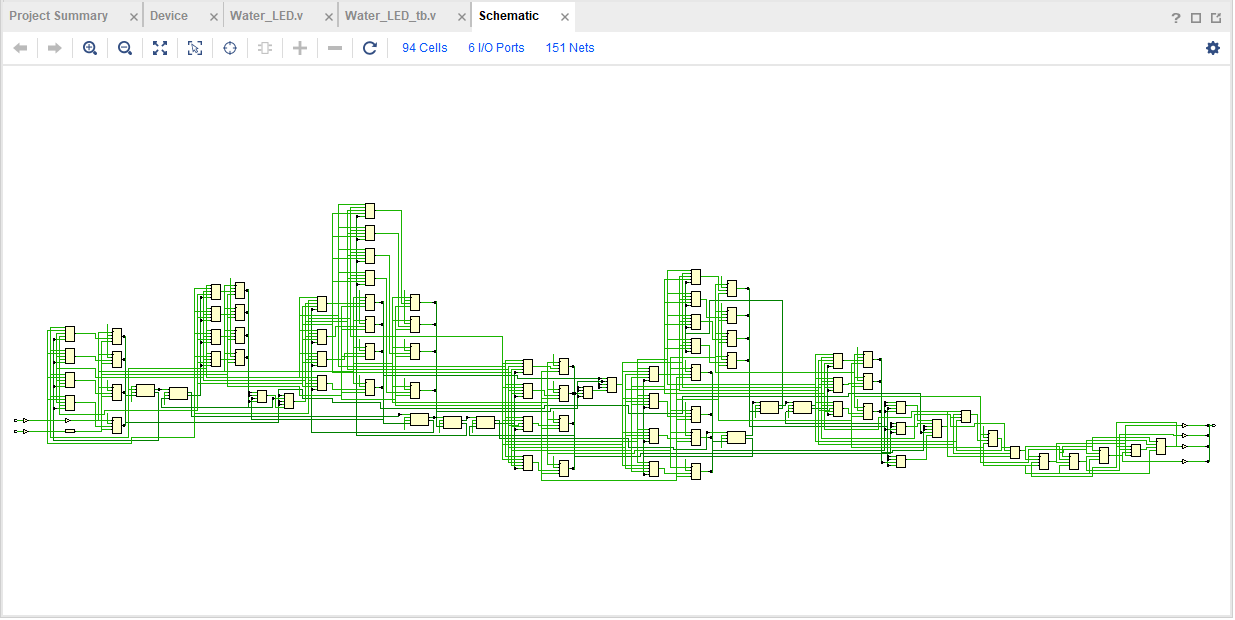 Project Summary Device Water_LED.v Water_LED_tb.v Schematic
94 Cells 6 I/O Ports 151 Nets